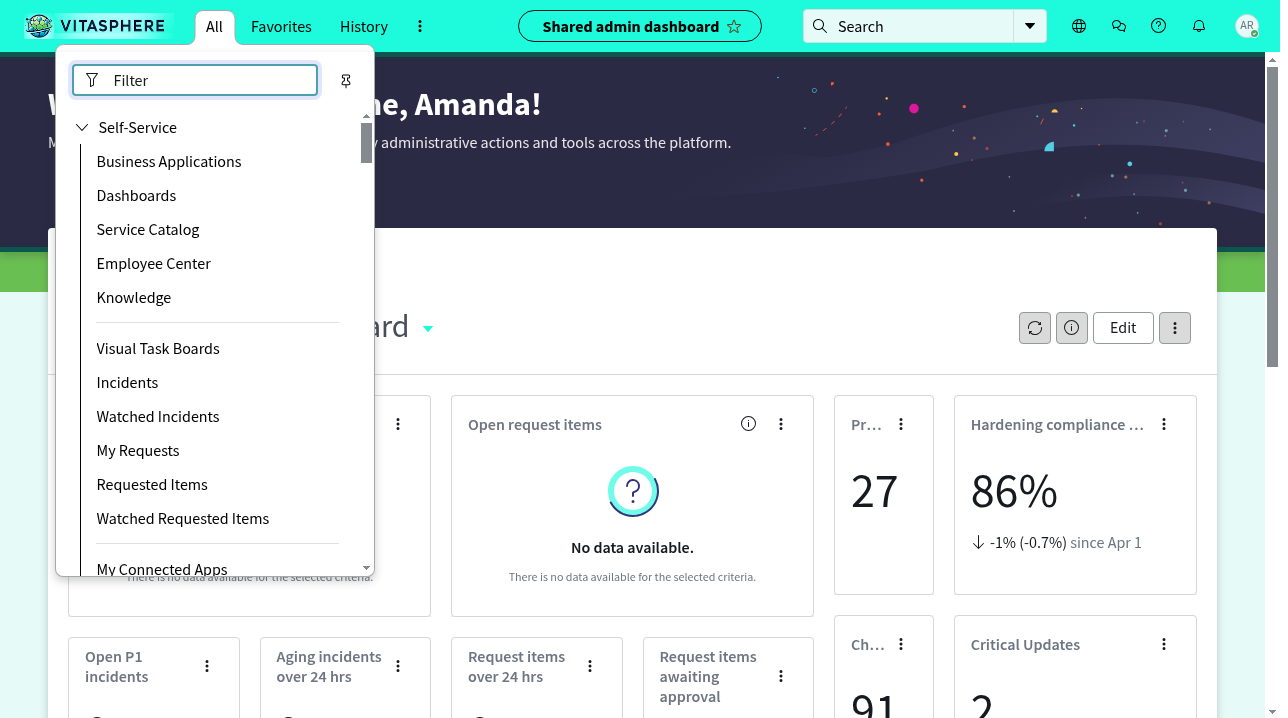 VITASPHERE
All
Favorites
History
Shared admin dashboard
Search
AR
Filter
Self-Service
Business Applications
Dashboards
Service Catalog
Employee Center
Knowledge
Visual Task Boards
Incidents
Watched Incidents
My Requests
Requested Items
Watched Requested Items
My Connected Apps
me, Amanda!
administrative actions and tools across the platform.
Edit
Open request items
No data available.
There is no data available for the selected criteria.
There is no data available for the selected criteria.
Pr...
27
Hardening compliance ...
86%
-1% (-0.7%) since Apr 1
Open P1
incidents
Aging incidents
over 24 hrs
Request items
over 24 hrs
Request items
awaiting
approval
Ch...
91
Critical Updates
2